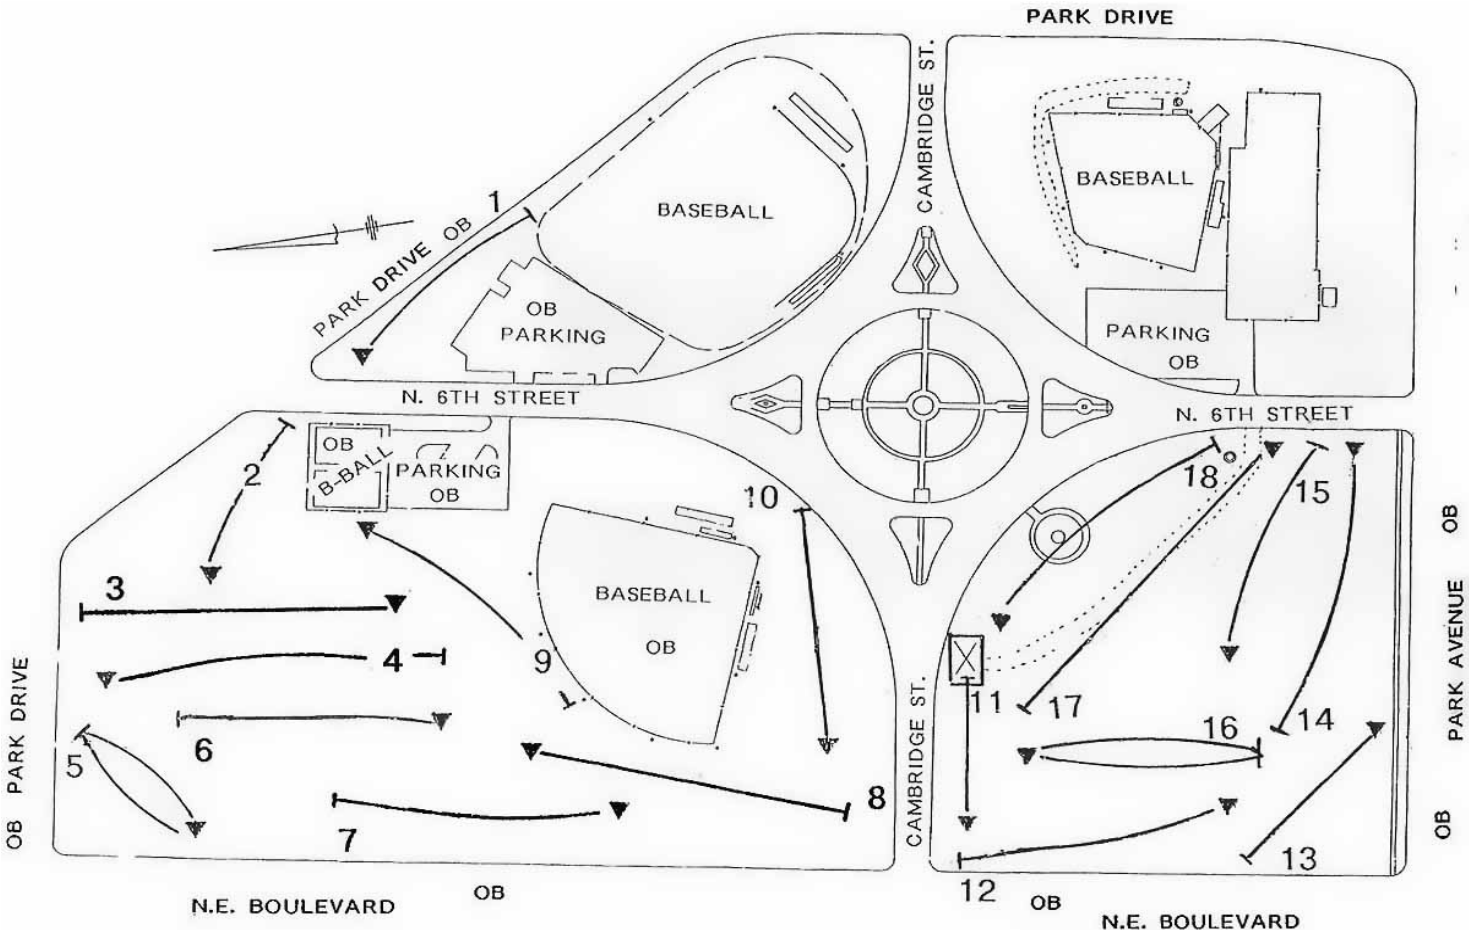 PARK DRIVE
CAMBRIDGE ST.
BASEBALL
BASEBALL
1
PARK DRIVE OB
OB
PARKING
PARKING
OB
N. 6TH STREET
N. 6TH STREET
2
OB
B-BALL
PARKING
OB
10
18
15
OB
3
BASEBALL
OB
4
9
PARK DRIVE
OB
5
6
11
17
16
14
PARK AVENUE
OB
CAMBRIDGE ST.
7
8
12
13
OB
OB
N.E. BOULEVARD
N.E. BOULEVARD